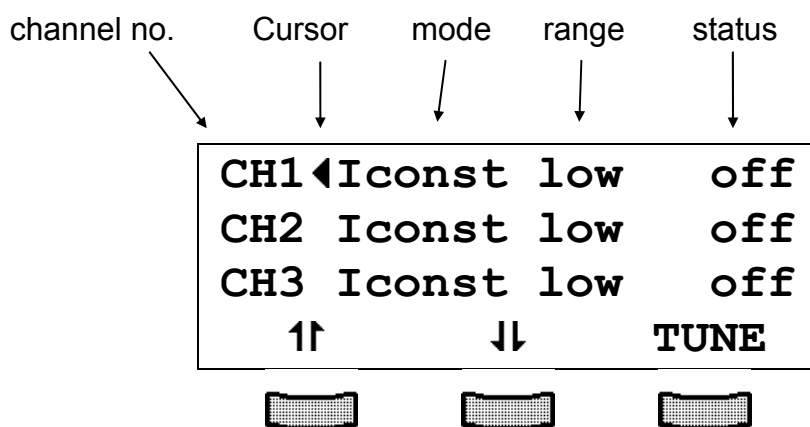 channel no. Cursor mode range status
CH1◀Iconst low off
CH2 Iconst low off
CH3 Iconst low off
TUNE